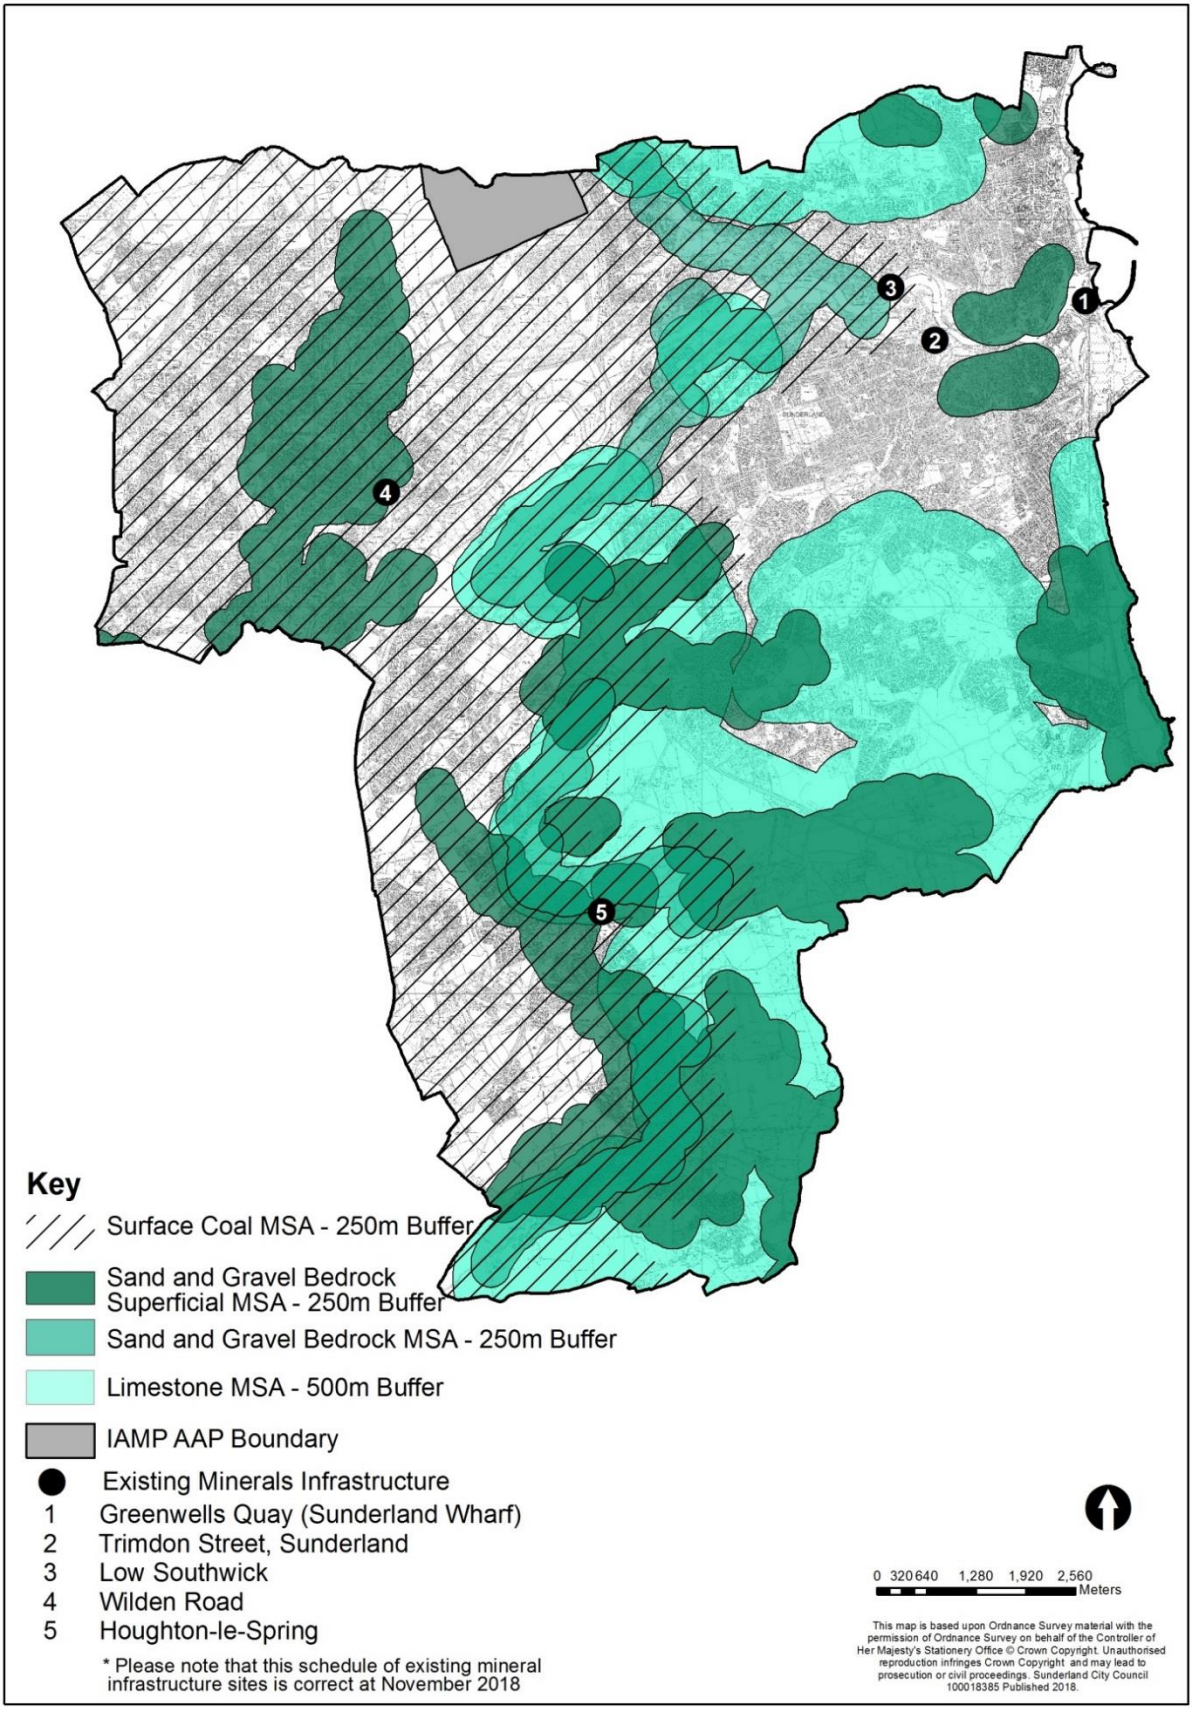 3
1
2
SUNDERLAND
4
5
Key
Surface Coal MSA - 250m Buffer
Sand and Gravel Bedrock
Superficial MSA - 250m Buffer
Sand and Gravel Bedrock MSA - 250m Buffer
Limestone MSA - 500m Buffer
IAMP AAP Boundary
Existing Minerals Infrastructure
1 Greenwells Quay (Sunderland Wharf)
2 Trimdon Street, Sunderland
3 Low Southwick
4 Wilden Road
5 Houghton-le-Spring
* Please note that this schedule of existing mineral
infrastructure sites is correct at November 2018
0 320 640 1,280 1,920 2,560
Meters
This map is based upon Ordnance Survey material with the
permission of Ordnance Survey on behalf of the Controller of
Her Majesty's Stationery Office © Crown Copyright. Unauthorised
reproduction infringes Crown Copyright and may lead to
prosecution or civil proceedings. Sunderland City Council
100018385 Published 2018.